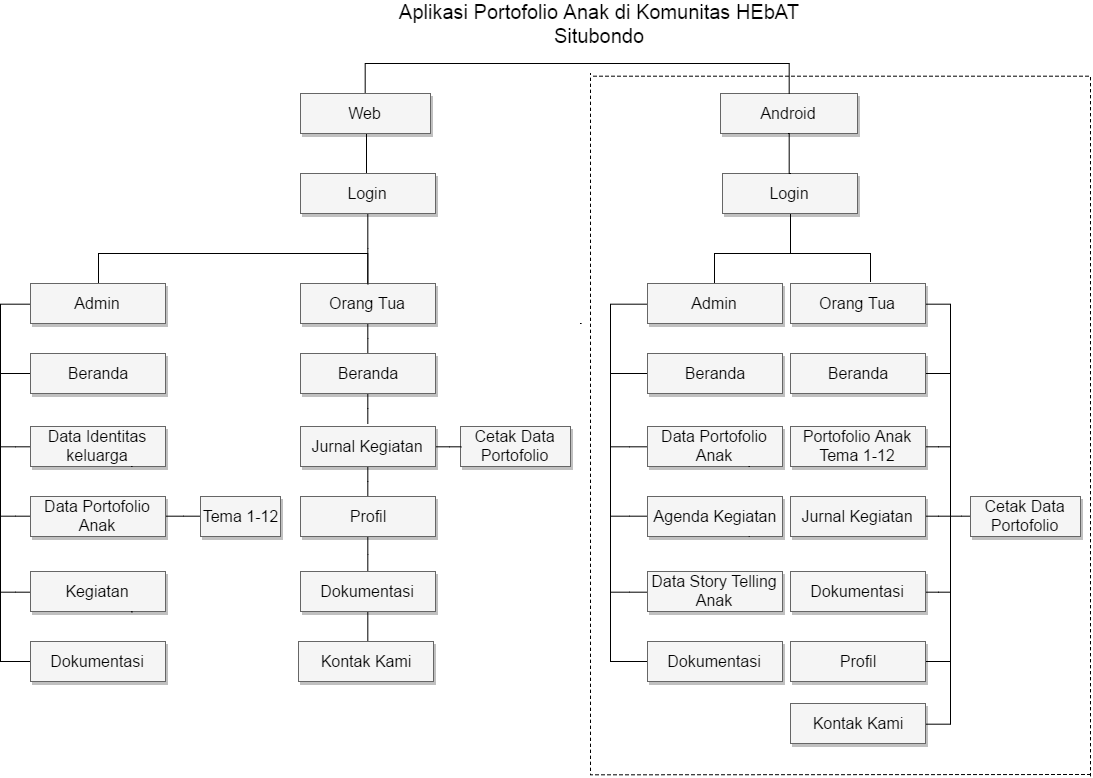 Aplikasi Portofolio Anak di Komunitas HEbAT
Situbondo
Web
Login
Admin
Beranda
Data Identitas
keluarga
Data Portofolio
Anak
Tema 1-12
Kegiatan
Dokumentasi
Orang Tua
Beranda
Jurnal Kegiatan
Cetak Data
Portofolio
Profil
Dokumentasi
Kontak Kami
Android
Login
Admin
Beranda
Data Portofolio
Anak
Agenda Kegiatan
Data Story Telling
Anak
Dokumentasi
Orang Tua
Beranda
Portofolio Anak
Tema 1-12
Jurnal Kegiatan
Cetak Data
Portofolio
Dokumentasi
Profil
Kontak Kami